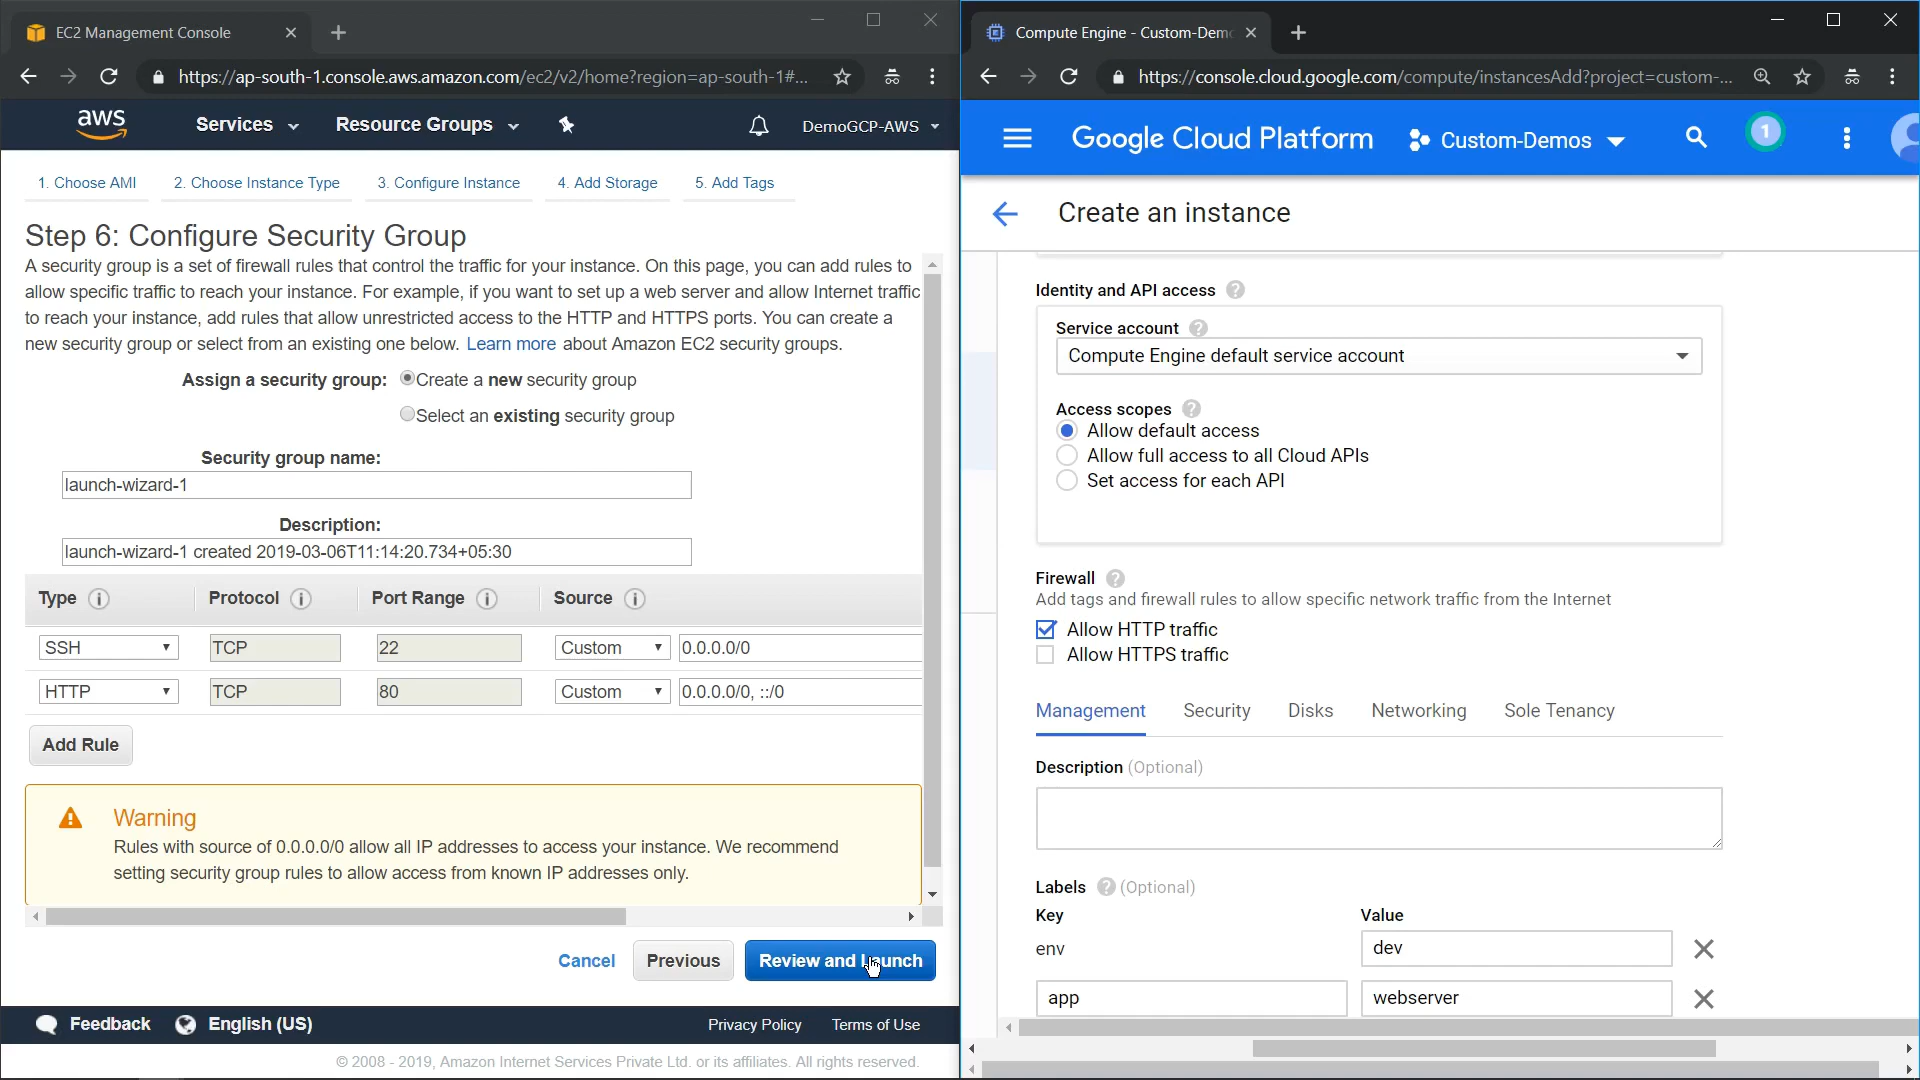 EC2 Management Console
https://ap-south-1.console.aws.amazon.com/ec2/v2/home?region=ap-south-1#...
aws
Services
Resource Groups
DemoGCP-AWS
1. Choose AMI
2. Choose Instance Type
3. Configure Instance
4. Add Storage
5. Add Tags
Step 6: Configure Security Group
A security group is a set of firewall rules that control the traffic for your instance. On this page, you can add rules to
allow specific traffic to reach your instance. For example, if you want to set up a web server and allow Internet traffic
to reach your instance, add rules that allow unrestricted access to the HTTP and HTTPS ports. You can create a
new security group or select from an existing one below. Learn more about Amazon EC2 security groups.
Assign a security group: Create a new security group
Select an existing security group
Security group name:
launch-wizard-1
Description:
launch-wizard-1 created 2019-03-06T11:14:20.734+05:30
Type Protocol Port Range Source
SSH TCP 22 Custom 0.0.0.0/0
HTTP TCP 80 Custom 0.0.0.0/0, ::/0
Add Rule
Warning
Rules with source of 0.0.0.0/0 allow all IP addresses to access your instance. We recommend
setting security group rules to allow access from known IP addresses only.
Cancel
Previous
Review and Launch
Feedback
English (US)
Privacy Policy
Terms of Use
© 2008 - 2019, Amazon Internet Services Private Ltd. or its affiliates. All rights reserved.
Compute Engine - Custom-Dem
https://console.cloud.google.com/compute/instancesAdd?project=custom-...
Google Cloud Platform
Custom-Demos
1
Create an instance
Identity and API access
Service account
Compute Engine default service account
Access scopes
Allow default access
Allow full access to all Cloud APIs
Set access for each API
Firewall
Add tags and firewall rules to allow specific network traffic from the Internet
Allow HTTP traffic
Allow HTTPS traffic
Management
Security
Disks
Networking
Sole Tenancy
Description (Optional)
Labels (Optional)
Key Value
env dev
app webserver